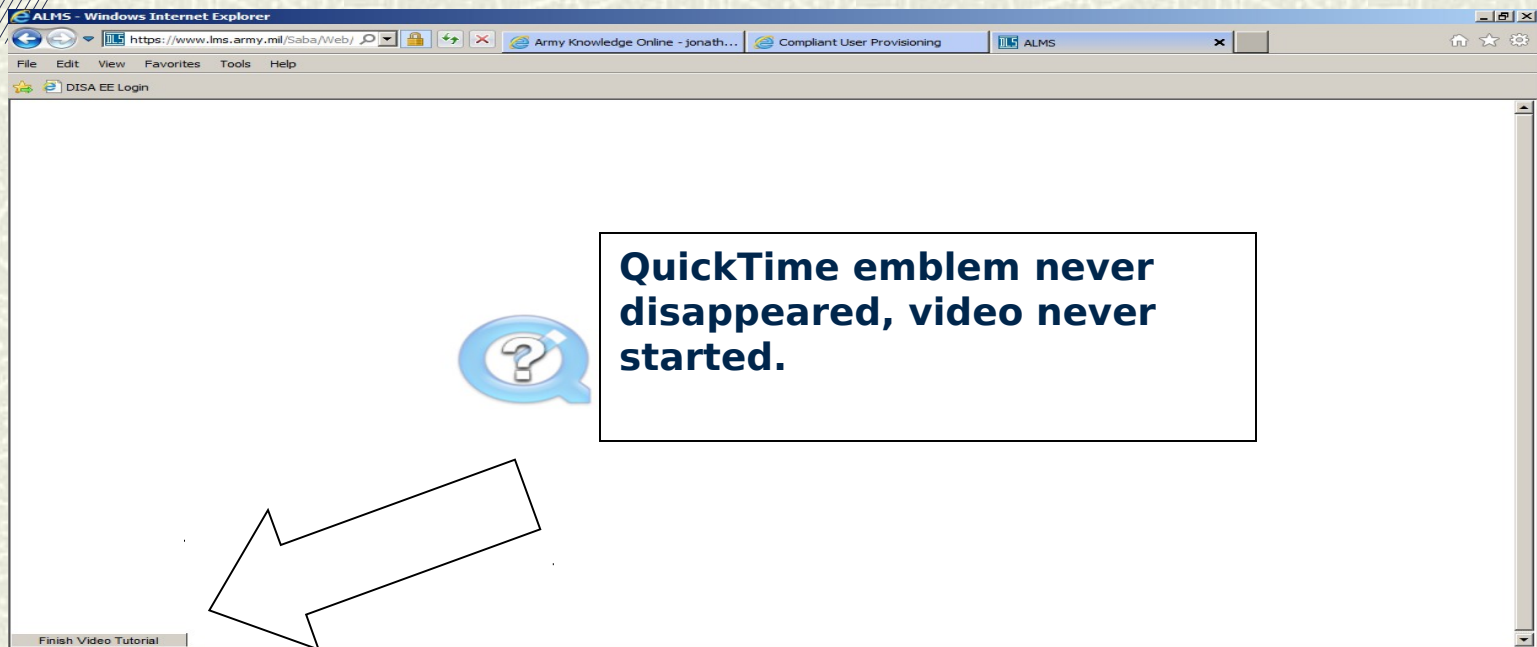 ALMS - Windows Internet Explorer
https://www.lms.army.mil/Saba/Web/
Army Knowledge Online - jonath...
Compliant User Provisioning
ALMS
File Edit View Favorites Tools Help
DISA EE Login
QuickTime emblem never
disappeared, video never
started.
?
Finish Video Tutorial